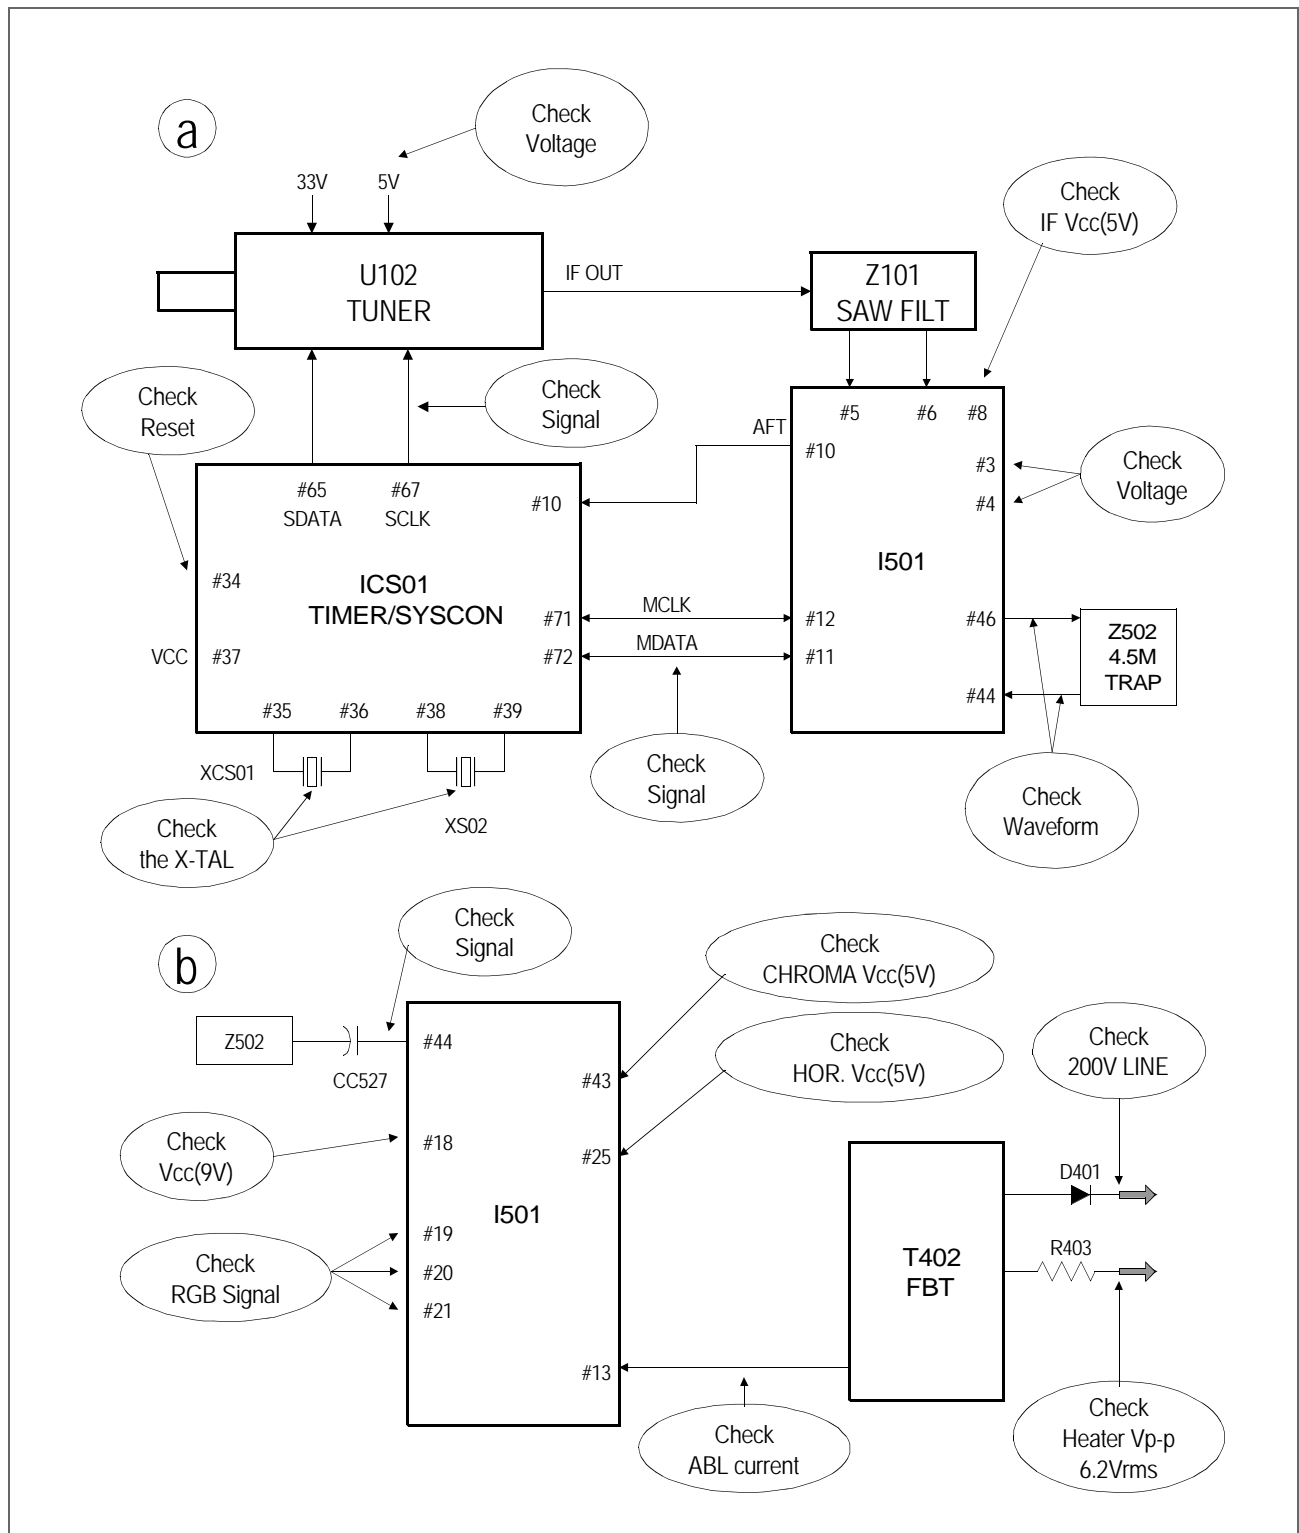 a
Check
Voltage
33V
5V
Check
IF Vcc(5V)
U102
TUNER
IF OUT
Z101
SAW FILT
Check
Reset
Check
Signal
#5
#6
#8
AFT
#10
#3
#4
Check
Voltage
#65
SDATA
#67
SCLK
#10
I501
#34
ICS01
TIMER/SYSCON
#71
MCLK
#12
#46
VCC
#37
#72
MDATA
#11
#44
Z502
4.5M
TRAP
#35
#36
#38
#39
XCS01
XS02
Check
the X-TAL
Check
Signal
Check
Waveform
b
Check
Signal
Check
CHROMA Vcc(5V)
Z502
CC527
#44
#43
Check
HOR. Vcc(5V)
Check
200V LINE
Check
Vcc(9V)
#18
#25
D401
I501
#19
#20
#21
Check
RGB Signal
T402
FBT
R403
#13
Check
ABL current
Check
Heater Vp-p
6.2Vrms